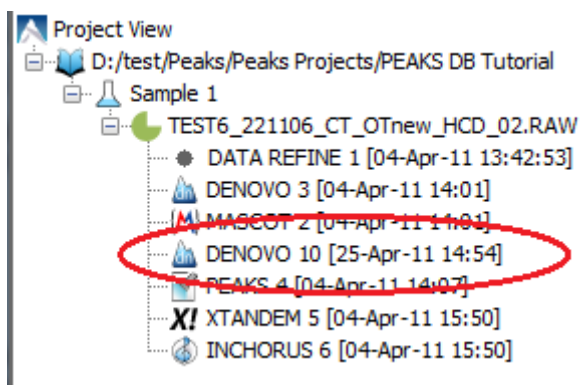 Project View
D:/test/Peaks/Peaks Projects/PEAKS DB Tutorial
Sample 1
TEST6_221106_CT_OTnew_HCD_02.RAW
DATA REFINE 1 [04-Apr-11 13:42:53]
DENOVO 3 [04-Apr-11 14:01]
MASCOT 2 [04-Apr-11 14:01]
DENOVO 10 [25-Apr-11 14:54]
PEAKS 4 [04-Apr-11 14:07]
X! XTANDEM 5 [04-Apr-11 15:50]
INCHORUS 6 [04-Apr-11 15:50]